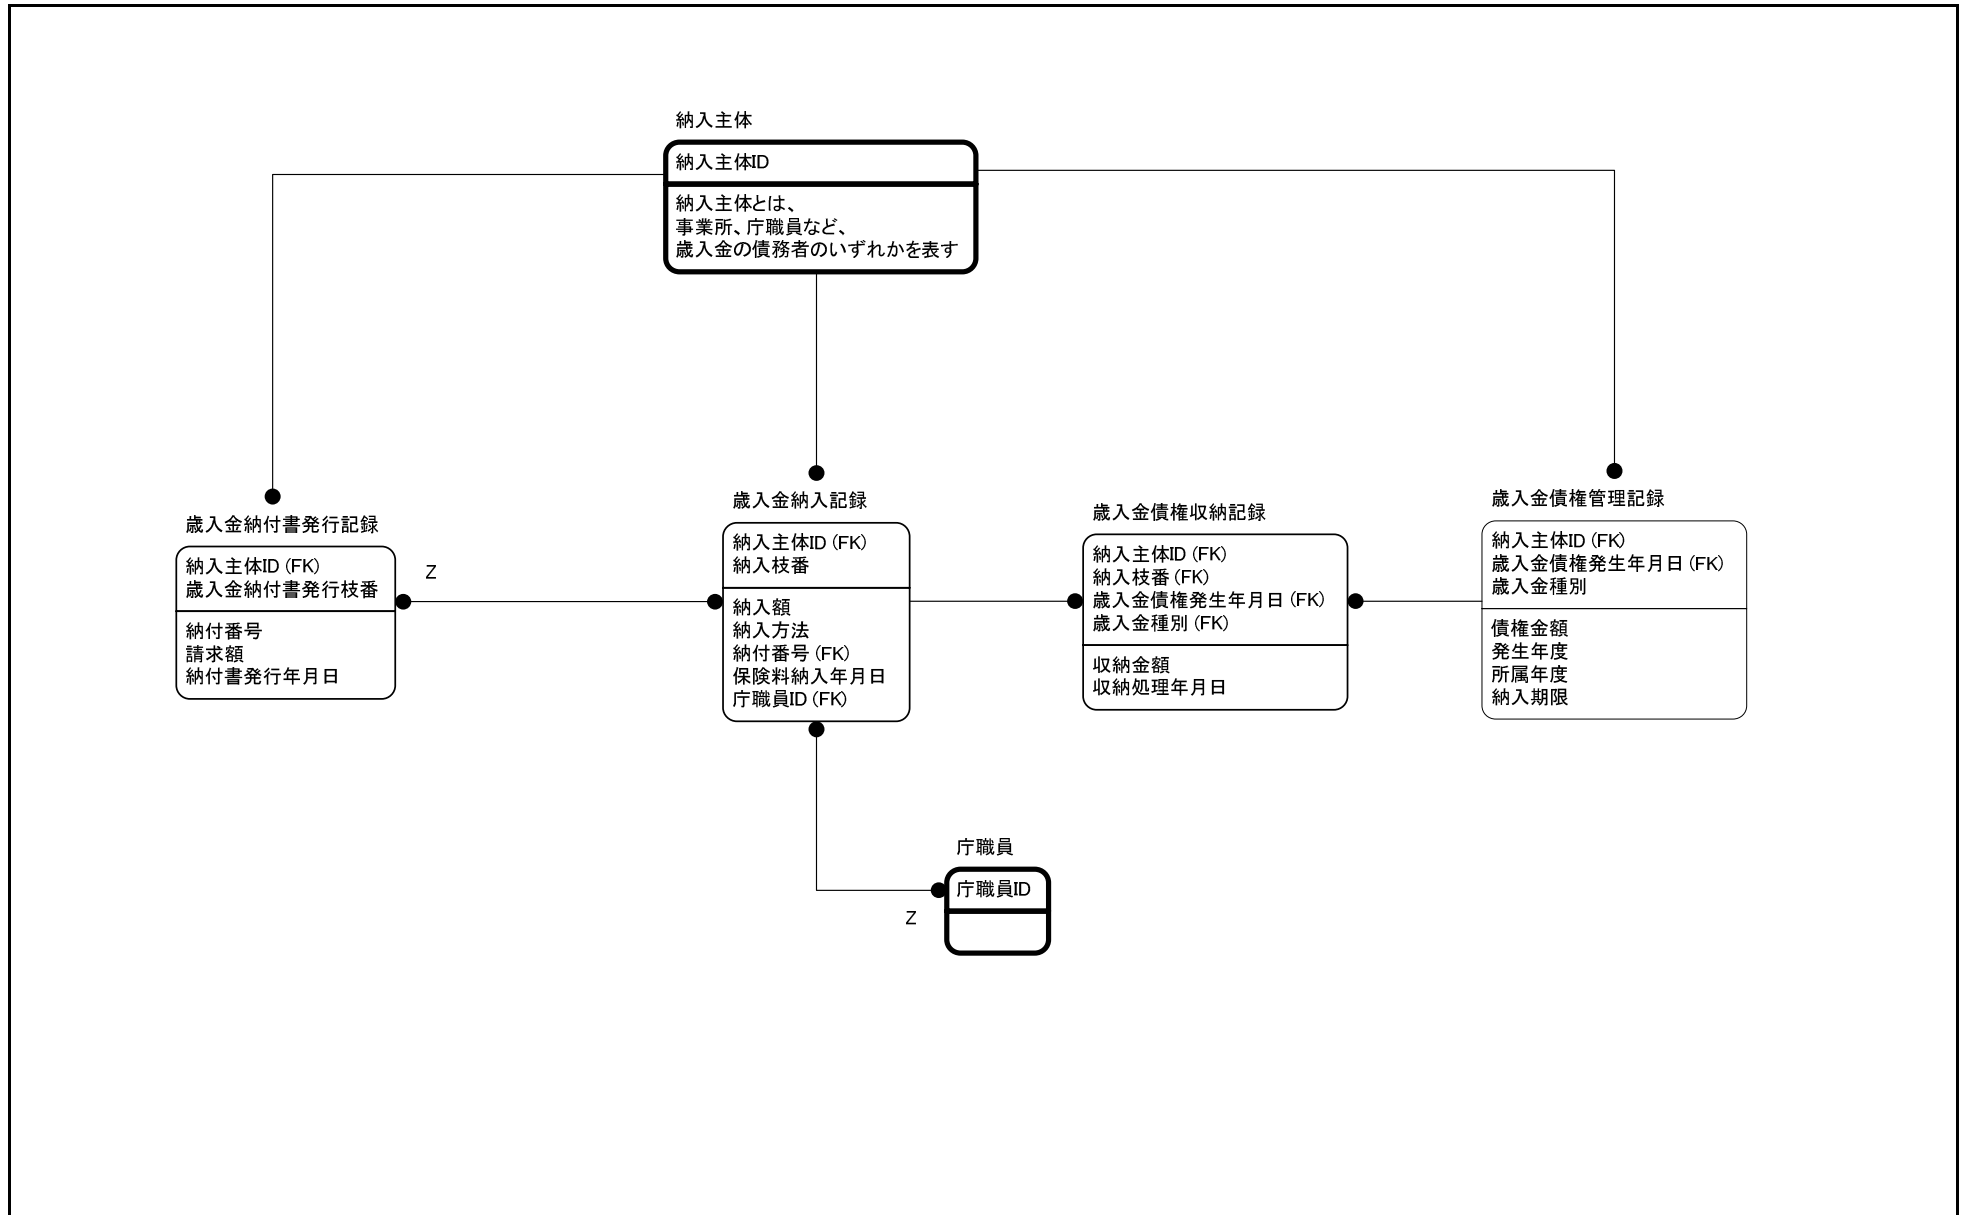 納入主体
納入主体ID
納入主体とは、
事業所、庁職員など、
歳入金の債務者のいずれかを表す
歳入金納付書発行記録
納入主体ID (FK)
歳入金納付書発行枝番
納付番号
請求額
納付書発行年月日
Z
歳入金納入記録
納入主体ID (FK)
納入枝番
納入額
納入方法
納付番号 (FK)
保険料納入年月日
庁職員ID (FK)
歳入金債権収納記録
納入主体ID (FK)
納入枝番 (FK)
歳入金債権発生年月日 (FK)
歳入金種別 (FK)
収納金額
収納処理年月日
歳入金債権管理記録
納入主体ID (FK)
歳入金債権発生年月日 (FK)
歳入金種別
債権金額
発生年度
所属年度
納入期限
庁職員
庁職員ID
Z